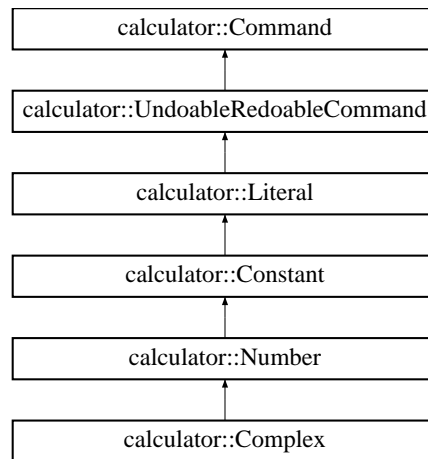 calculator::Command
calculator::UndoableRedoableCommand
calculator::Literal
calculator::Constant
calculator::Number
calculator::Complex